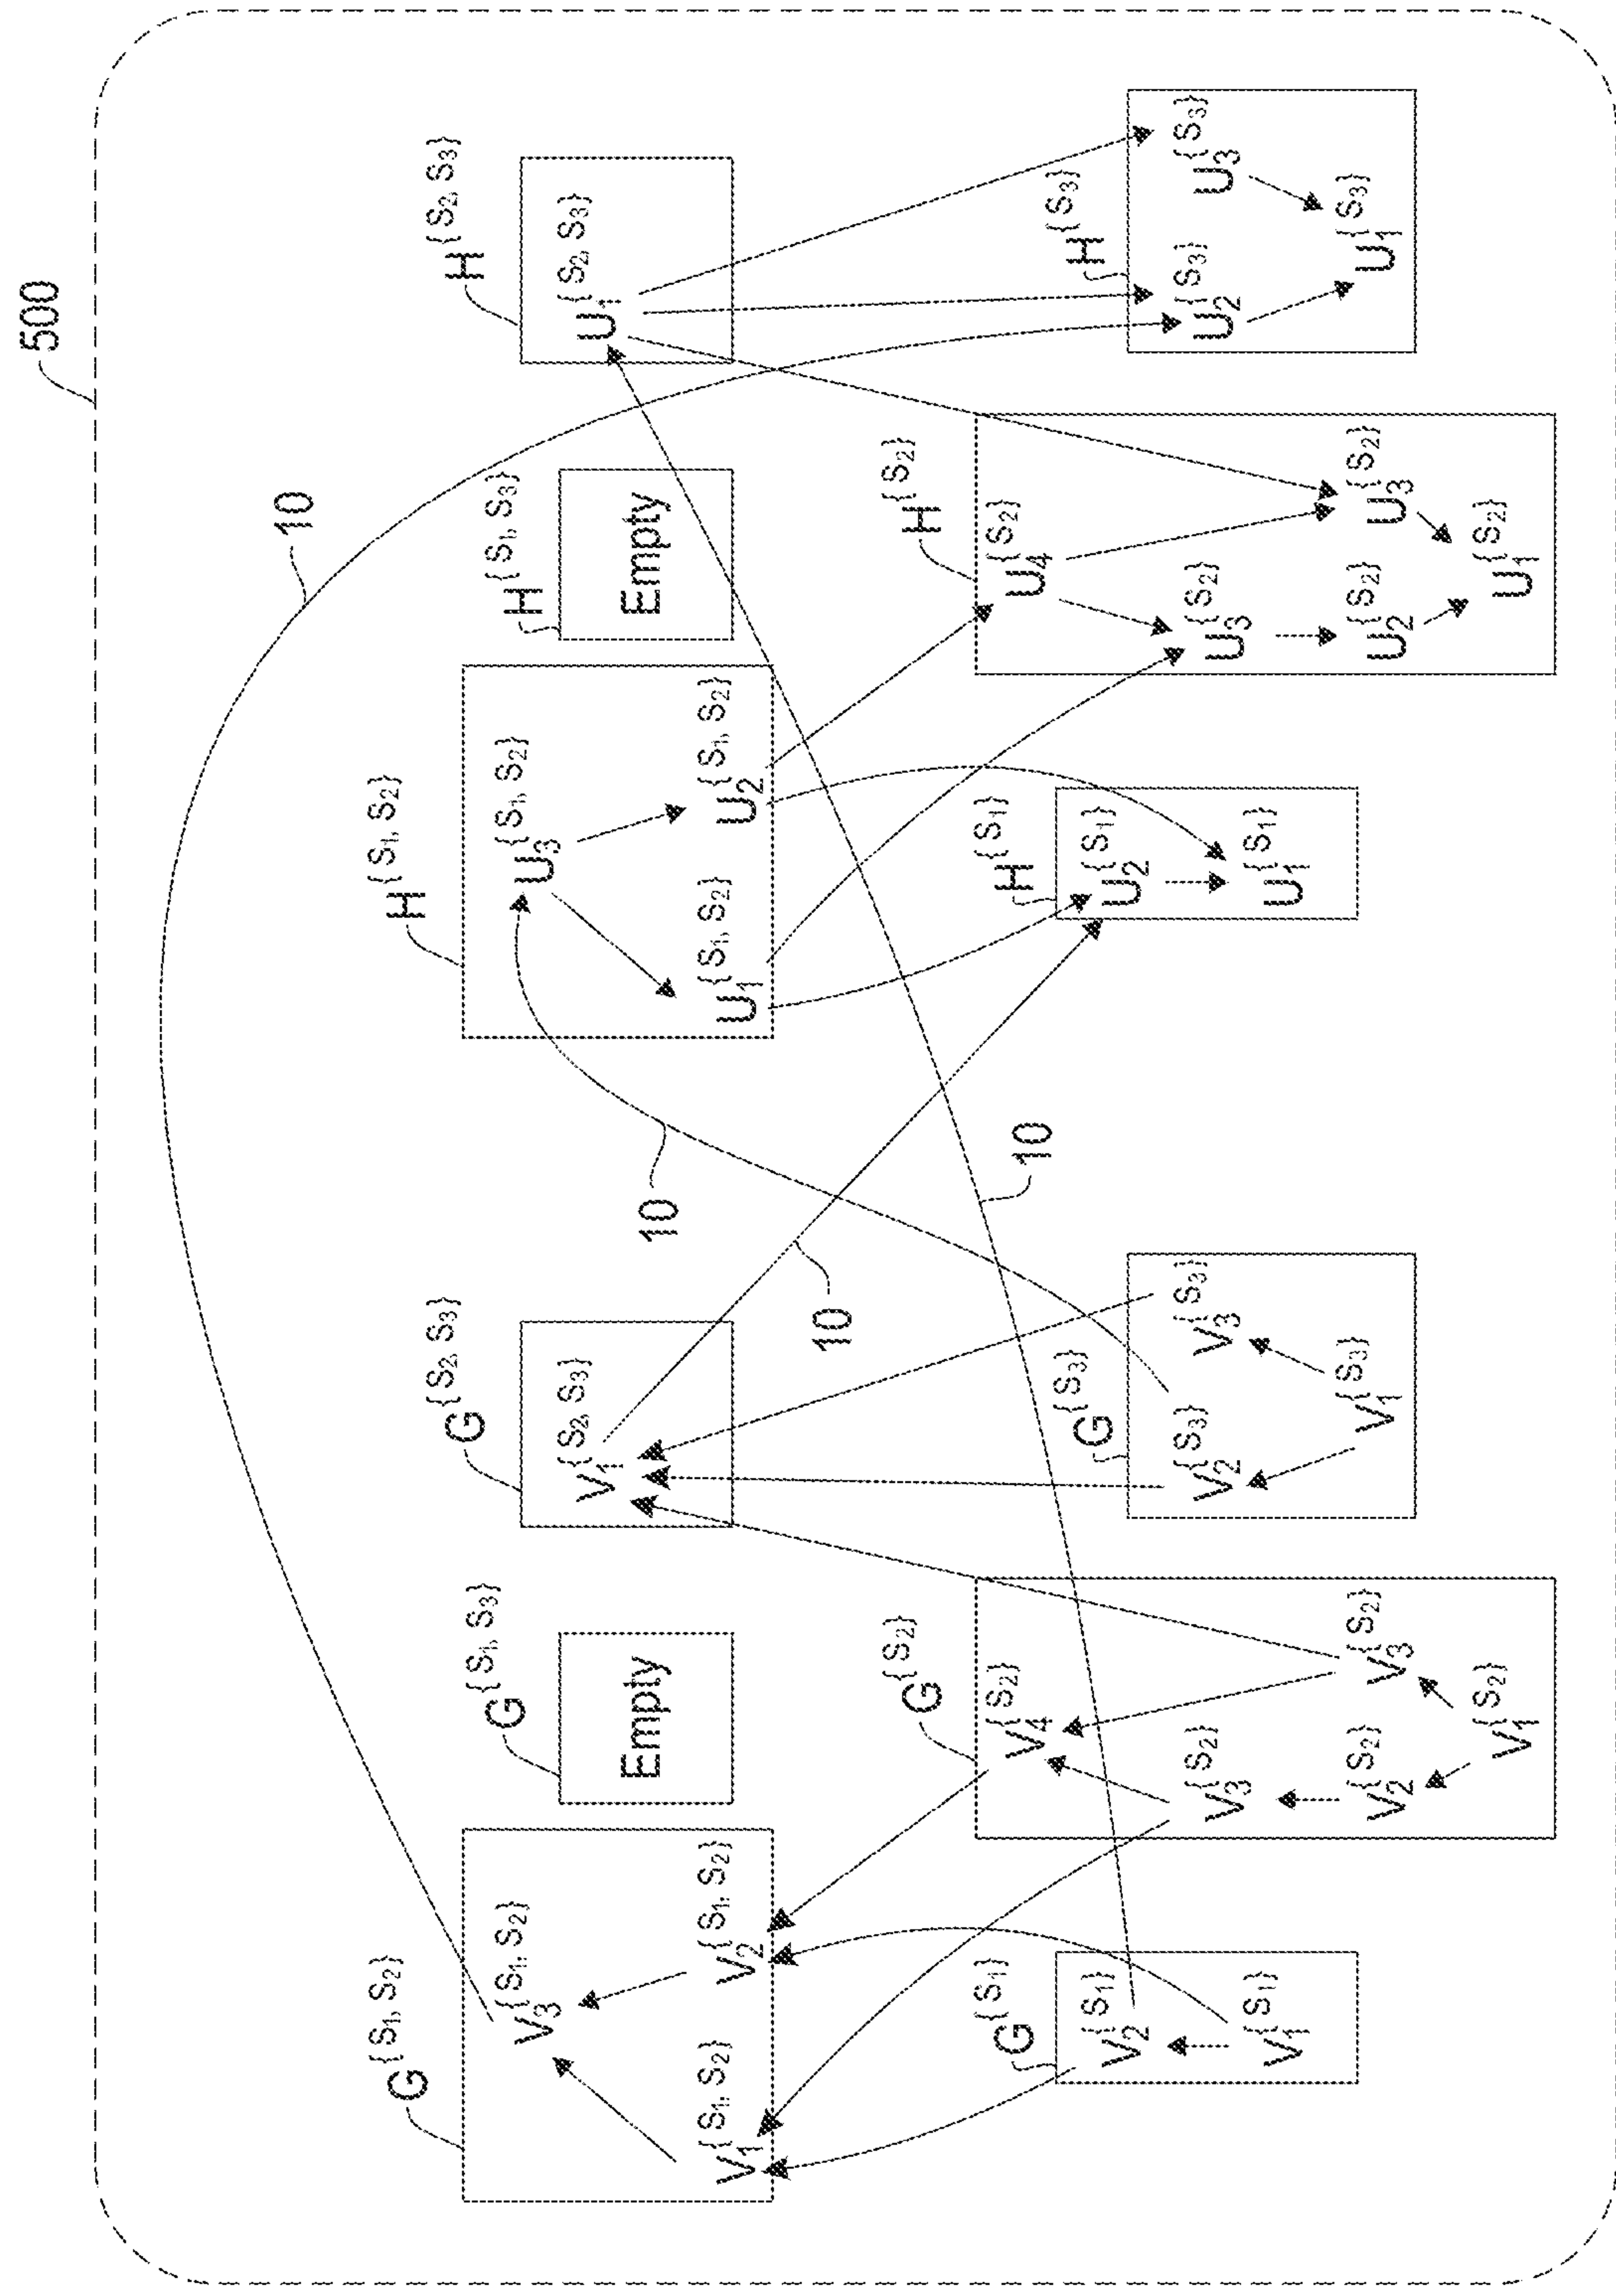 500
10
G{S1, S2}
V3{S1, S2}
V1{S1, S2}
V2{S1, S2}
G{S1, S3}
Empty
G{S2, S3}
V1{S2, S3}
10
10
10
H{S1, S2}
U3{S1, S2}
U1{S1, S2}
U2{S1, S2}
H{S1, S3}
Empty
H{S2, S3}
U1{S2, S3}
G{S1}
V2{S1}
V1{S1}
G{S2}
V4{S2}
V3{S2}
V2{S2}
V3{S2}
V1{S2}
G{S3}
V2{S3}
V3{S3}
V1{S3}
H{S1}
U2{S1}
U1{S1}
H{S2}
U4{S2}
U3{S2}
U2{S2}
U3{S2}
U1{S2}
H{S3}
U2{S3}
U3{S3}
U1{S3}